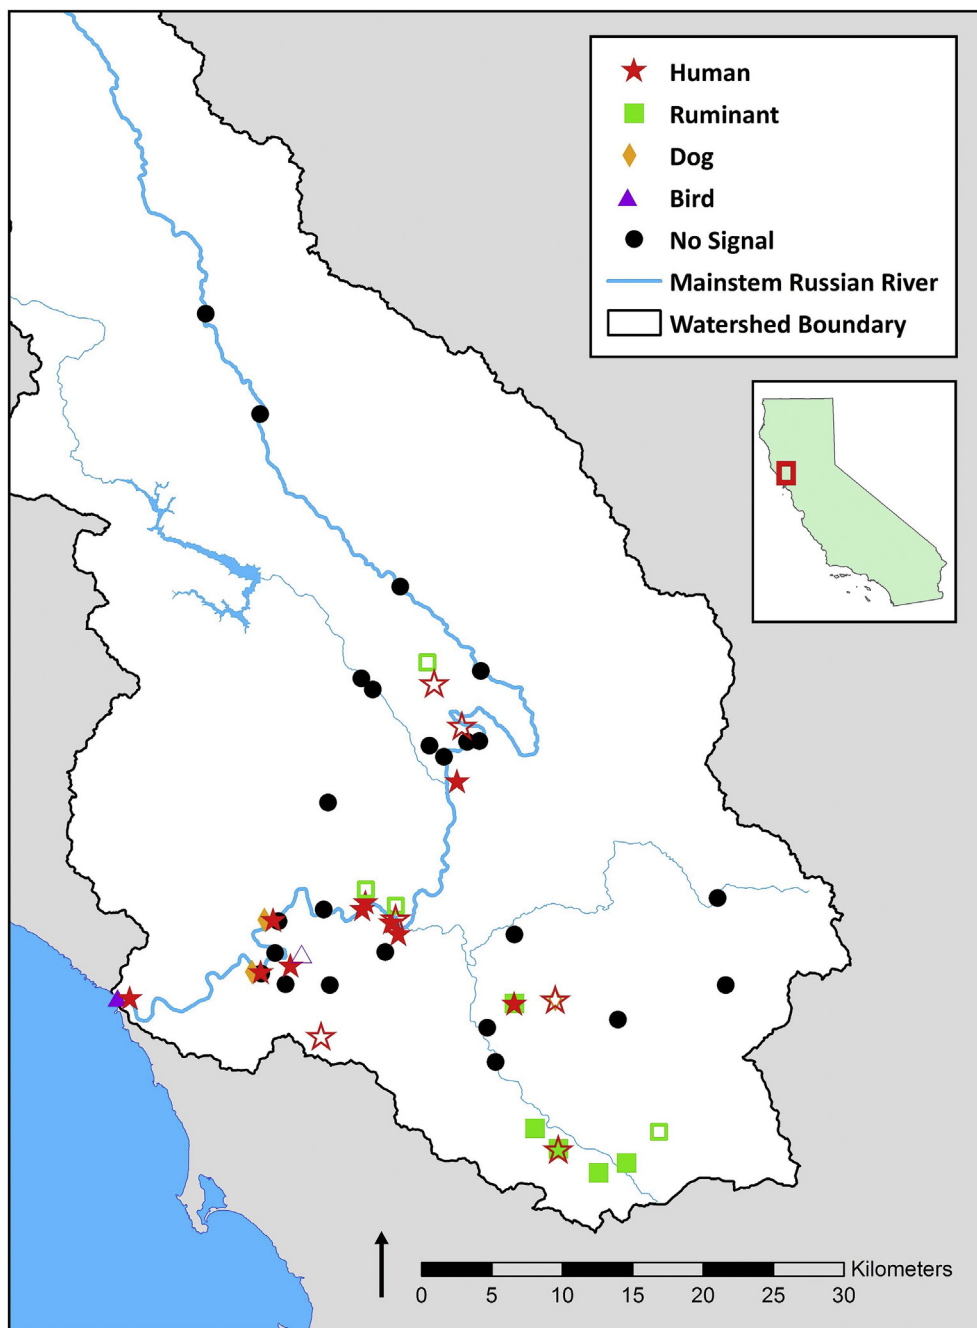 Human
Ruminant
Dog
Bird
No Signal
Mainstem Russian River
Watershed Boundary
Kilometers
0 5 10 15 20 25 30